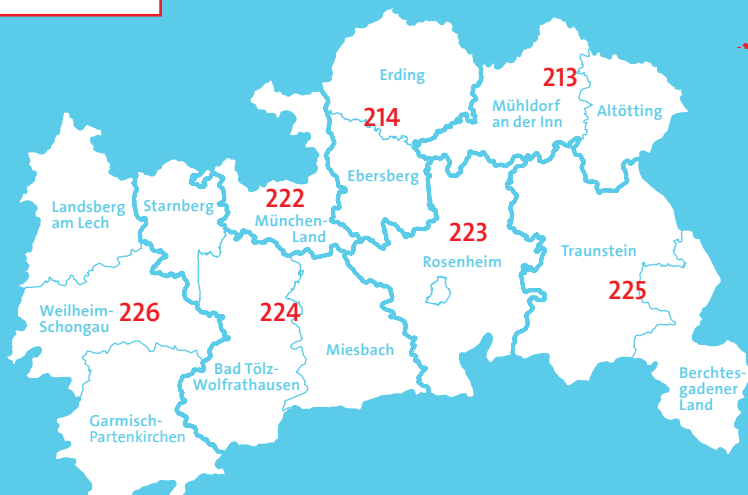 Erding
213
Mühldorf
an der Inn
Altötting
214
Ebersberg
222
München-
Land
Landsberg
am Lech
Starnberg
223
Rosenheim
Traunstein
225
Weilheim-
Schongau
226
224
Miesbach
Bad Tölz-
Wolfrathausen
Berchtes-
gadener
Land
Garmisch-
Partenkirchen